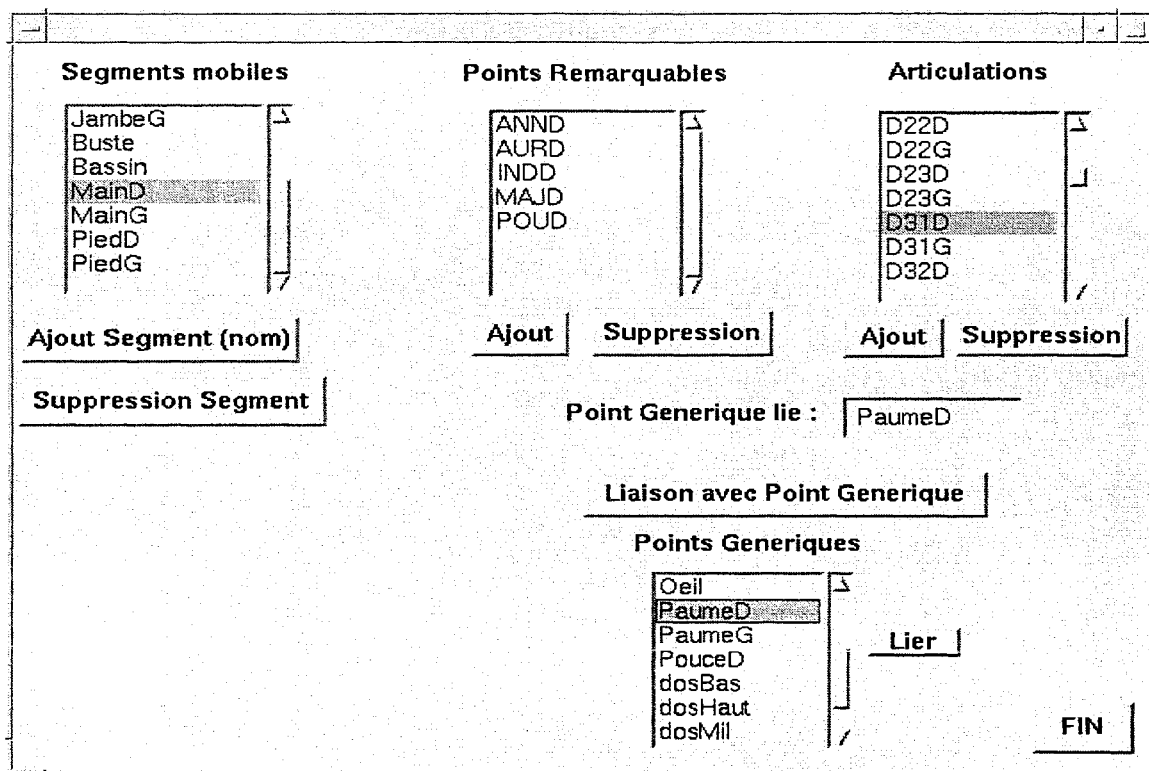 Segments mobiles
JambeG
Buste
Bassin
MainD
MainG
PiedD
PiedG
Ajout Segment (nom)
Suppression Segment
Points Remarquables
ANND
AURD
INDD
MAJD
POUD
Ajout
Suppression
Articulations
D22D
D22G
D23D
D23G
D31D
D31G
D32D
Ajout
Suppression
Point Generique lie :
PaumeD
Liaison avec Point Generique
Points Generiques
Oeil
PaumeD
PaumeG
PouceD
dosBas
dosHaut
dosMil
Lier
FIN